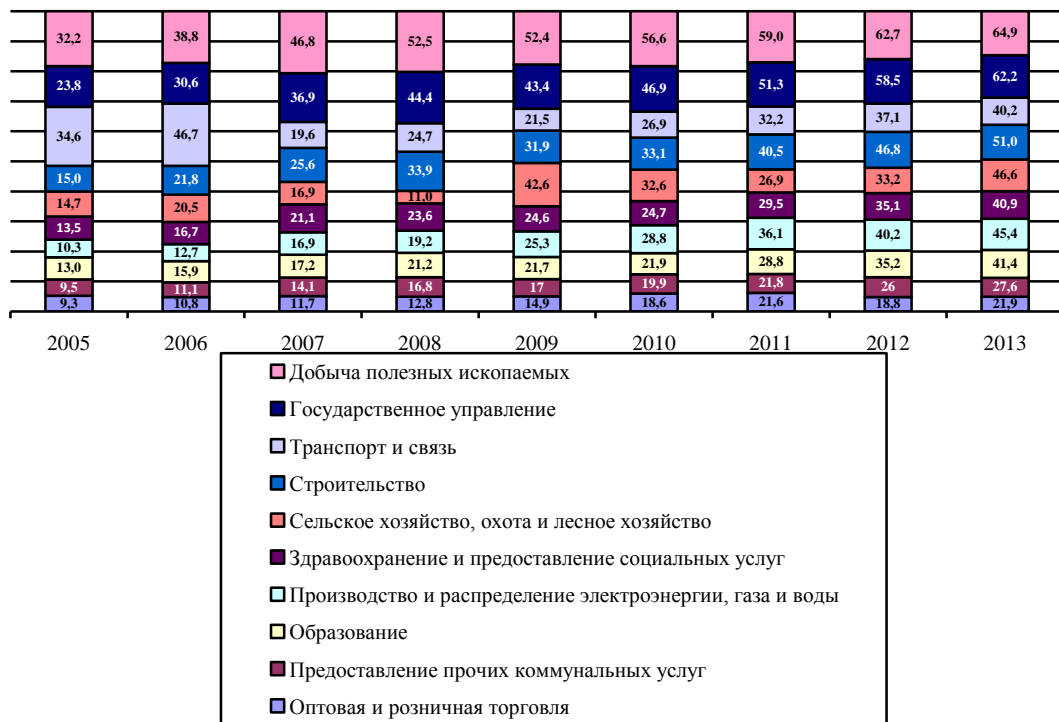 32,2 38,8 46,8 52,5 52,4 56,6 59,0 62,7 64,9
23,8 30,6 36,9 44,4 43,4 46,9 51,3 58,5 62,2
34,6 46,7 19,6 24,7 21,5 26,9 32,2 37,1 40,2
15,0 21,8 25,6 33,9 31,9 33,1 40,5 46,8 51,0
14,7 20,5 16,9 11,0 42,6 32,6 26,9 33,2 46,6
13,5 16,7 21,1 23,6 24,6 24,7 29,5 35,1 40,9
10,3 12,7 16,9 19,2 25,3 28,8 36,1 40,2 45,4
13,0 15,9 17,2 21,2 21,7 21,9 28,8 35,2 41,4
9,5 11,1 14,1 16,8 17 19,9 21,8 26 27,6
9,3 10,8 11,7 12,8 14,9 18,6 21,6 18,8 21,9
2005 2006 2007 2008 2009 2010 2011 2012 2013
Добыча полезных ископаемых
Государственное управление
Транспорт и связь
Строительство
Сельское хозяйство, охота и лесное хозяйство
Здравоохранение и предоставление социальных услуг
Производство и распределение электроэнергии, газа и воды
Образование
Предоставление прочих коммунальных услуг
Оптовая и розничная торговля